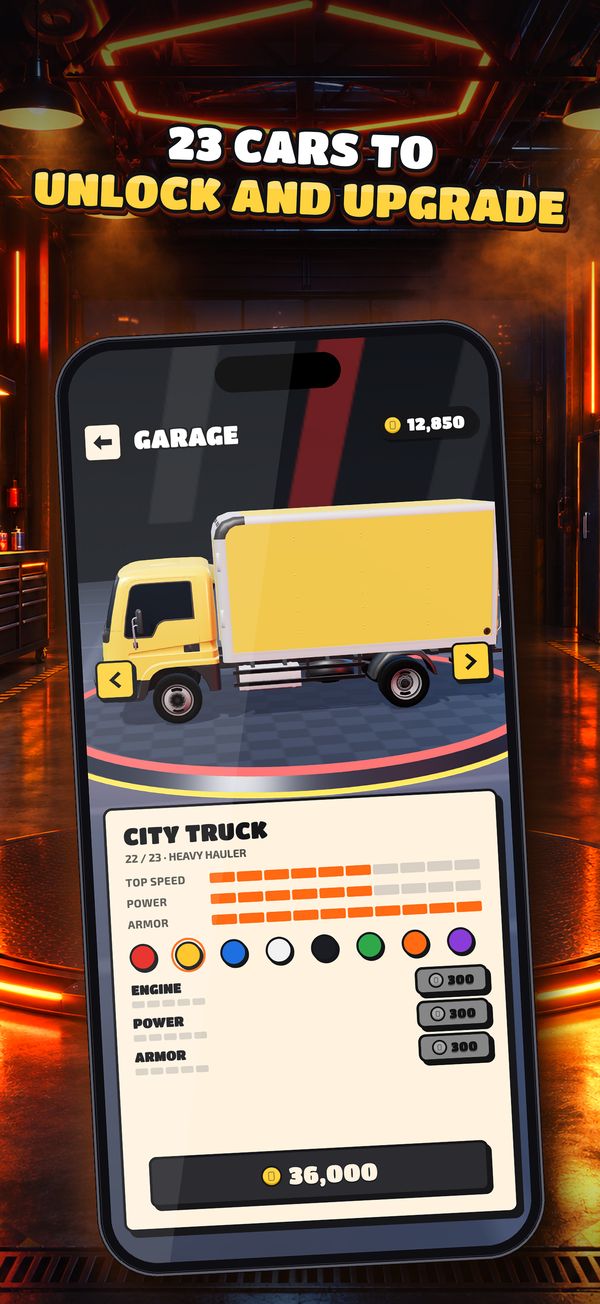 23 CARS TO
UNLOCK AND UPGRADE
GARAGE
12,850
CITY TRUCK
22 / 23 · HEAVY HAULER
TOP SPEED
POWER
ARMOR
ENGINE
300
POWER
300
ARMOR
300
36,000